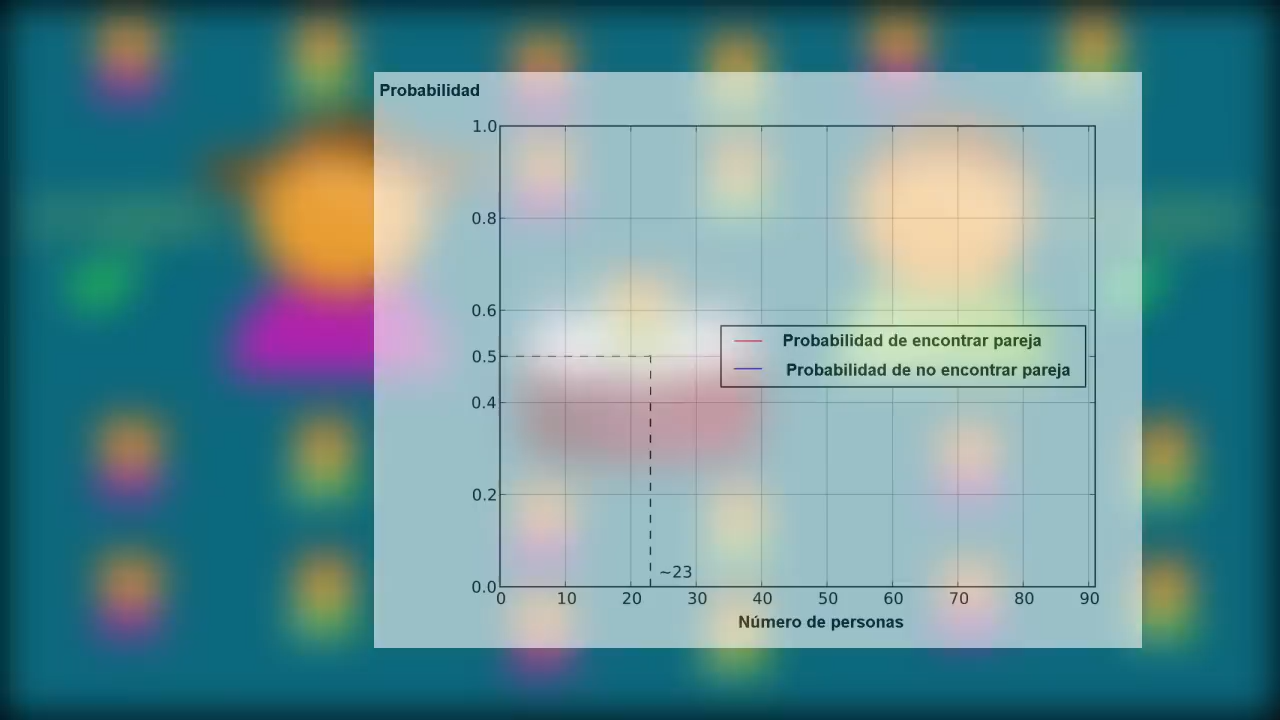 Probabilidad
1.0
0.8
0.6
Probabilidad de encontrar pareja
0.5
Probabilidad de no encontrar pareja
0.4
0.2
~23
0.0
0 10 20 30 40 50 60 70 80 90
Número de personas